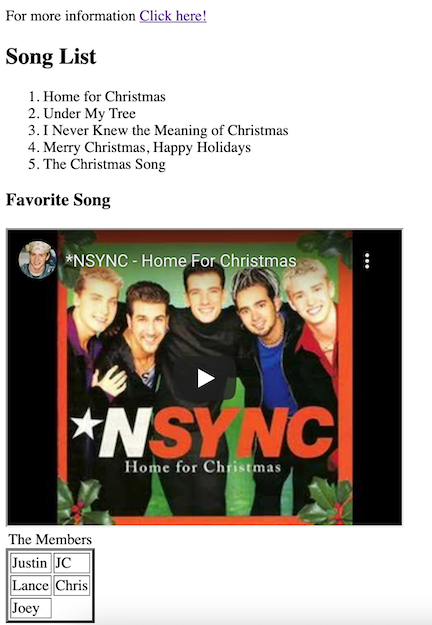 For more information Click here!
Song List
1. Home for Christmas
2. Under My Tree
3. I Never Knew the Meaning of Christmas
4. Merry Christmas, Happy Holidays
5. The Christmas Song
Favorite Song
*NSYNC - Home For Christmas
*NSYNC
Home for Christmas
The Members
Justin JC
Lance Chris
Joey